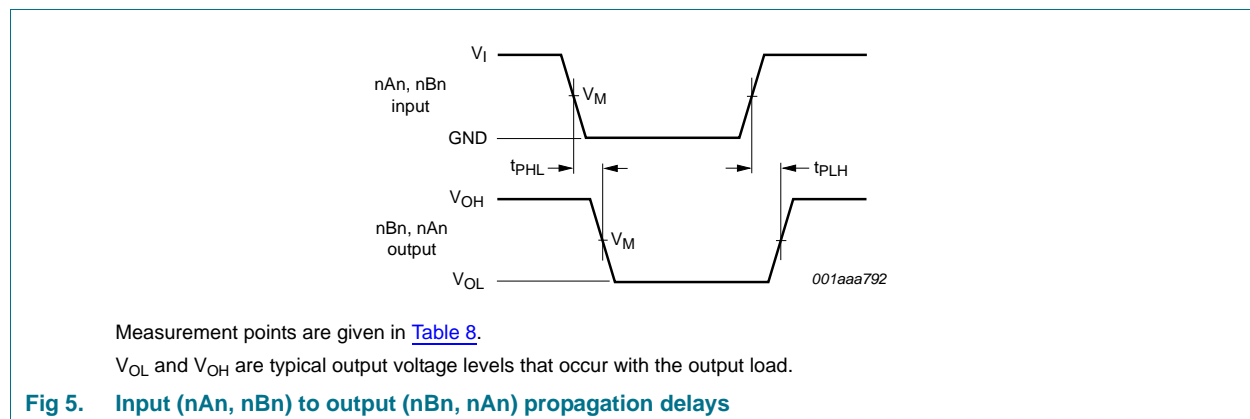 VI
nAn, nBn
input
VM
GND
tPHL
tPLH
VOH
nBn, nAn
output
VM
VOL
001aaa792
Measurement points are given in Table 8.
VOL and VOH are typical output voltage levels that occur with the output load.
Fig 5. Input (nAn, nBn) to output (nBn, nAn) propagation delays